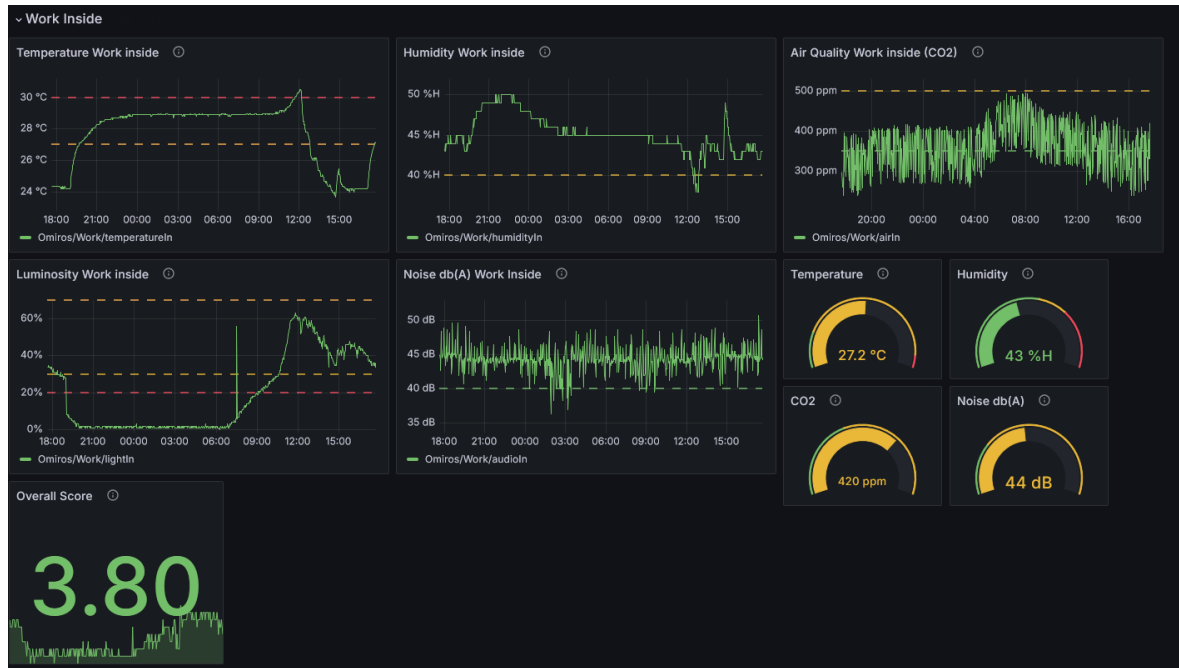 Work Inside
Temperature Work inside
30 °C
28 °C
26 °C
24 °C
18:00 21:00 00:00 03:00 06:00 09:00 12:00 15:00
Omiros/Work/temperatureIn
Humidity Work inside
50 %H
45 %H
40 %H
18:00 21:00 00:00 03:00 06:00 09:00 12:00 15:00
Omiros/Work/humidityIn
Air Quality Work inside (CO2)
500 ppm
400 ppm
300 ppm
20:00 00:00 04:00 08:00 12:00 16:00
Omiros/Work/airIn
Luminosity Work inside
60%
40%
20%
0%
18:00 21:00 00:00 03:00 06:00 09:00 12:00 15:00
Omiros/Work/lightIn
Noise db(A) Work Inside
50 dB
45 dB
40 dB
35 dB
18:00 21:00 00:00 03:00 06:00 09:00 12:00 15:00
Omiros/Work/audioIn
Temperature
27.2 °C
Humidity
43 %H
CO2
420 ppm
Noise db(A)
44 dB
Overall Score
3.80